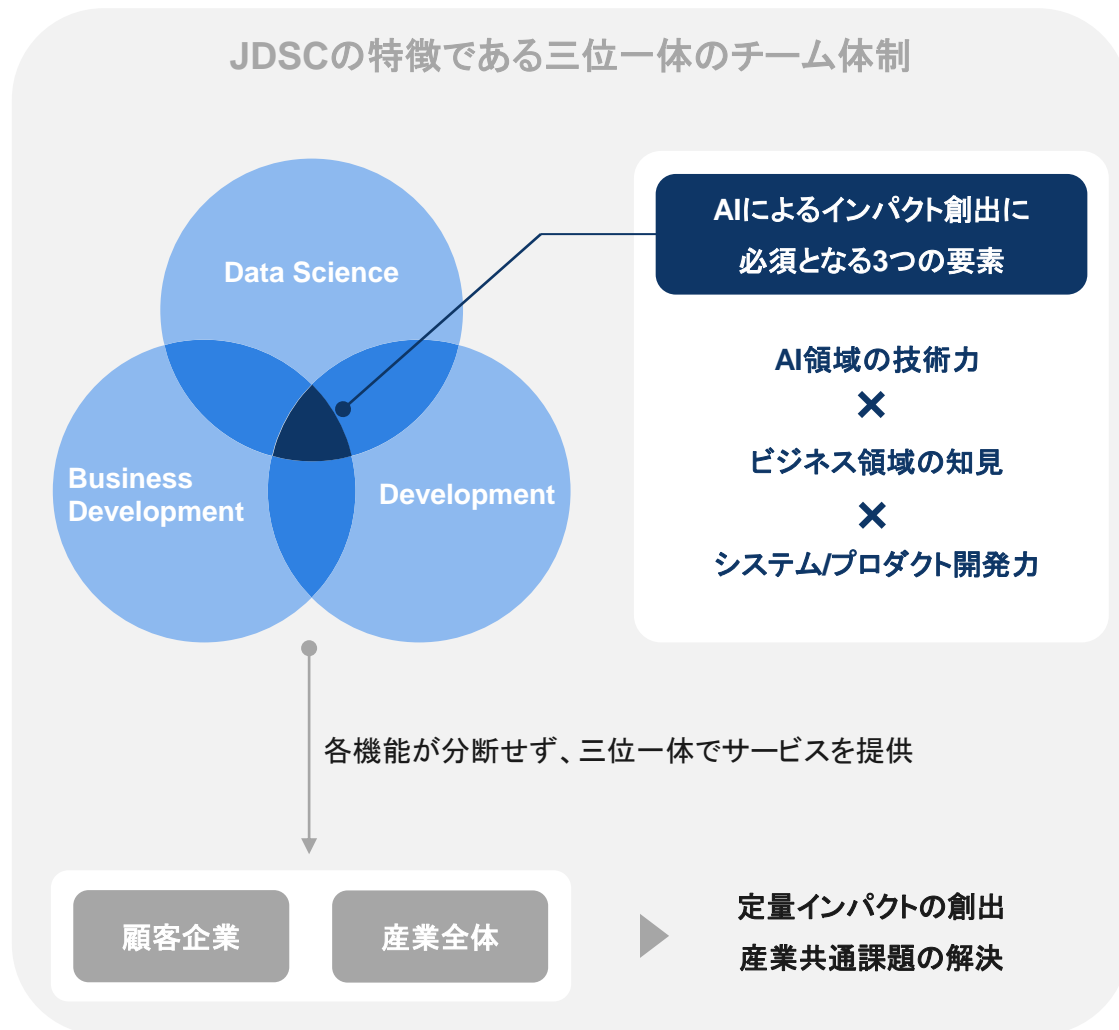 JDSCの特徴である三位一体のチーム体制
Data Science
Business
Development
Development
AIによるインパクト創出に
必須となる3つの要素
AI領域の技術力
×
ビジネス領域の知見
×
システム/プロダクト開発力
各機能が分断せず、三位一体でサービスを提供
顧客企業
産業全体
定量インパクトの創出
産業共通課題の解決